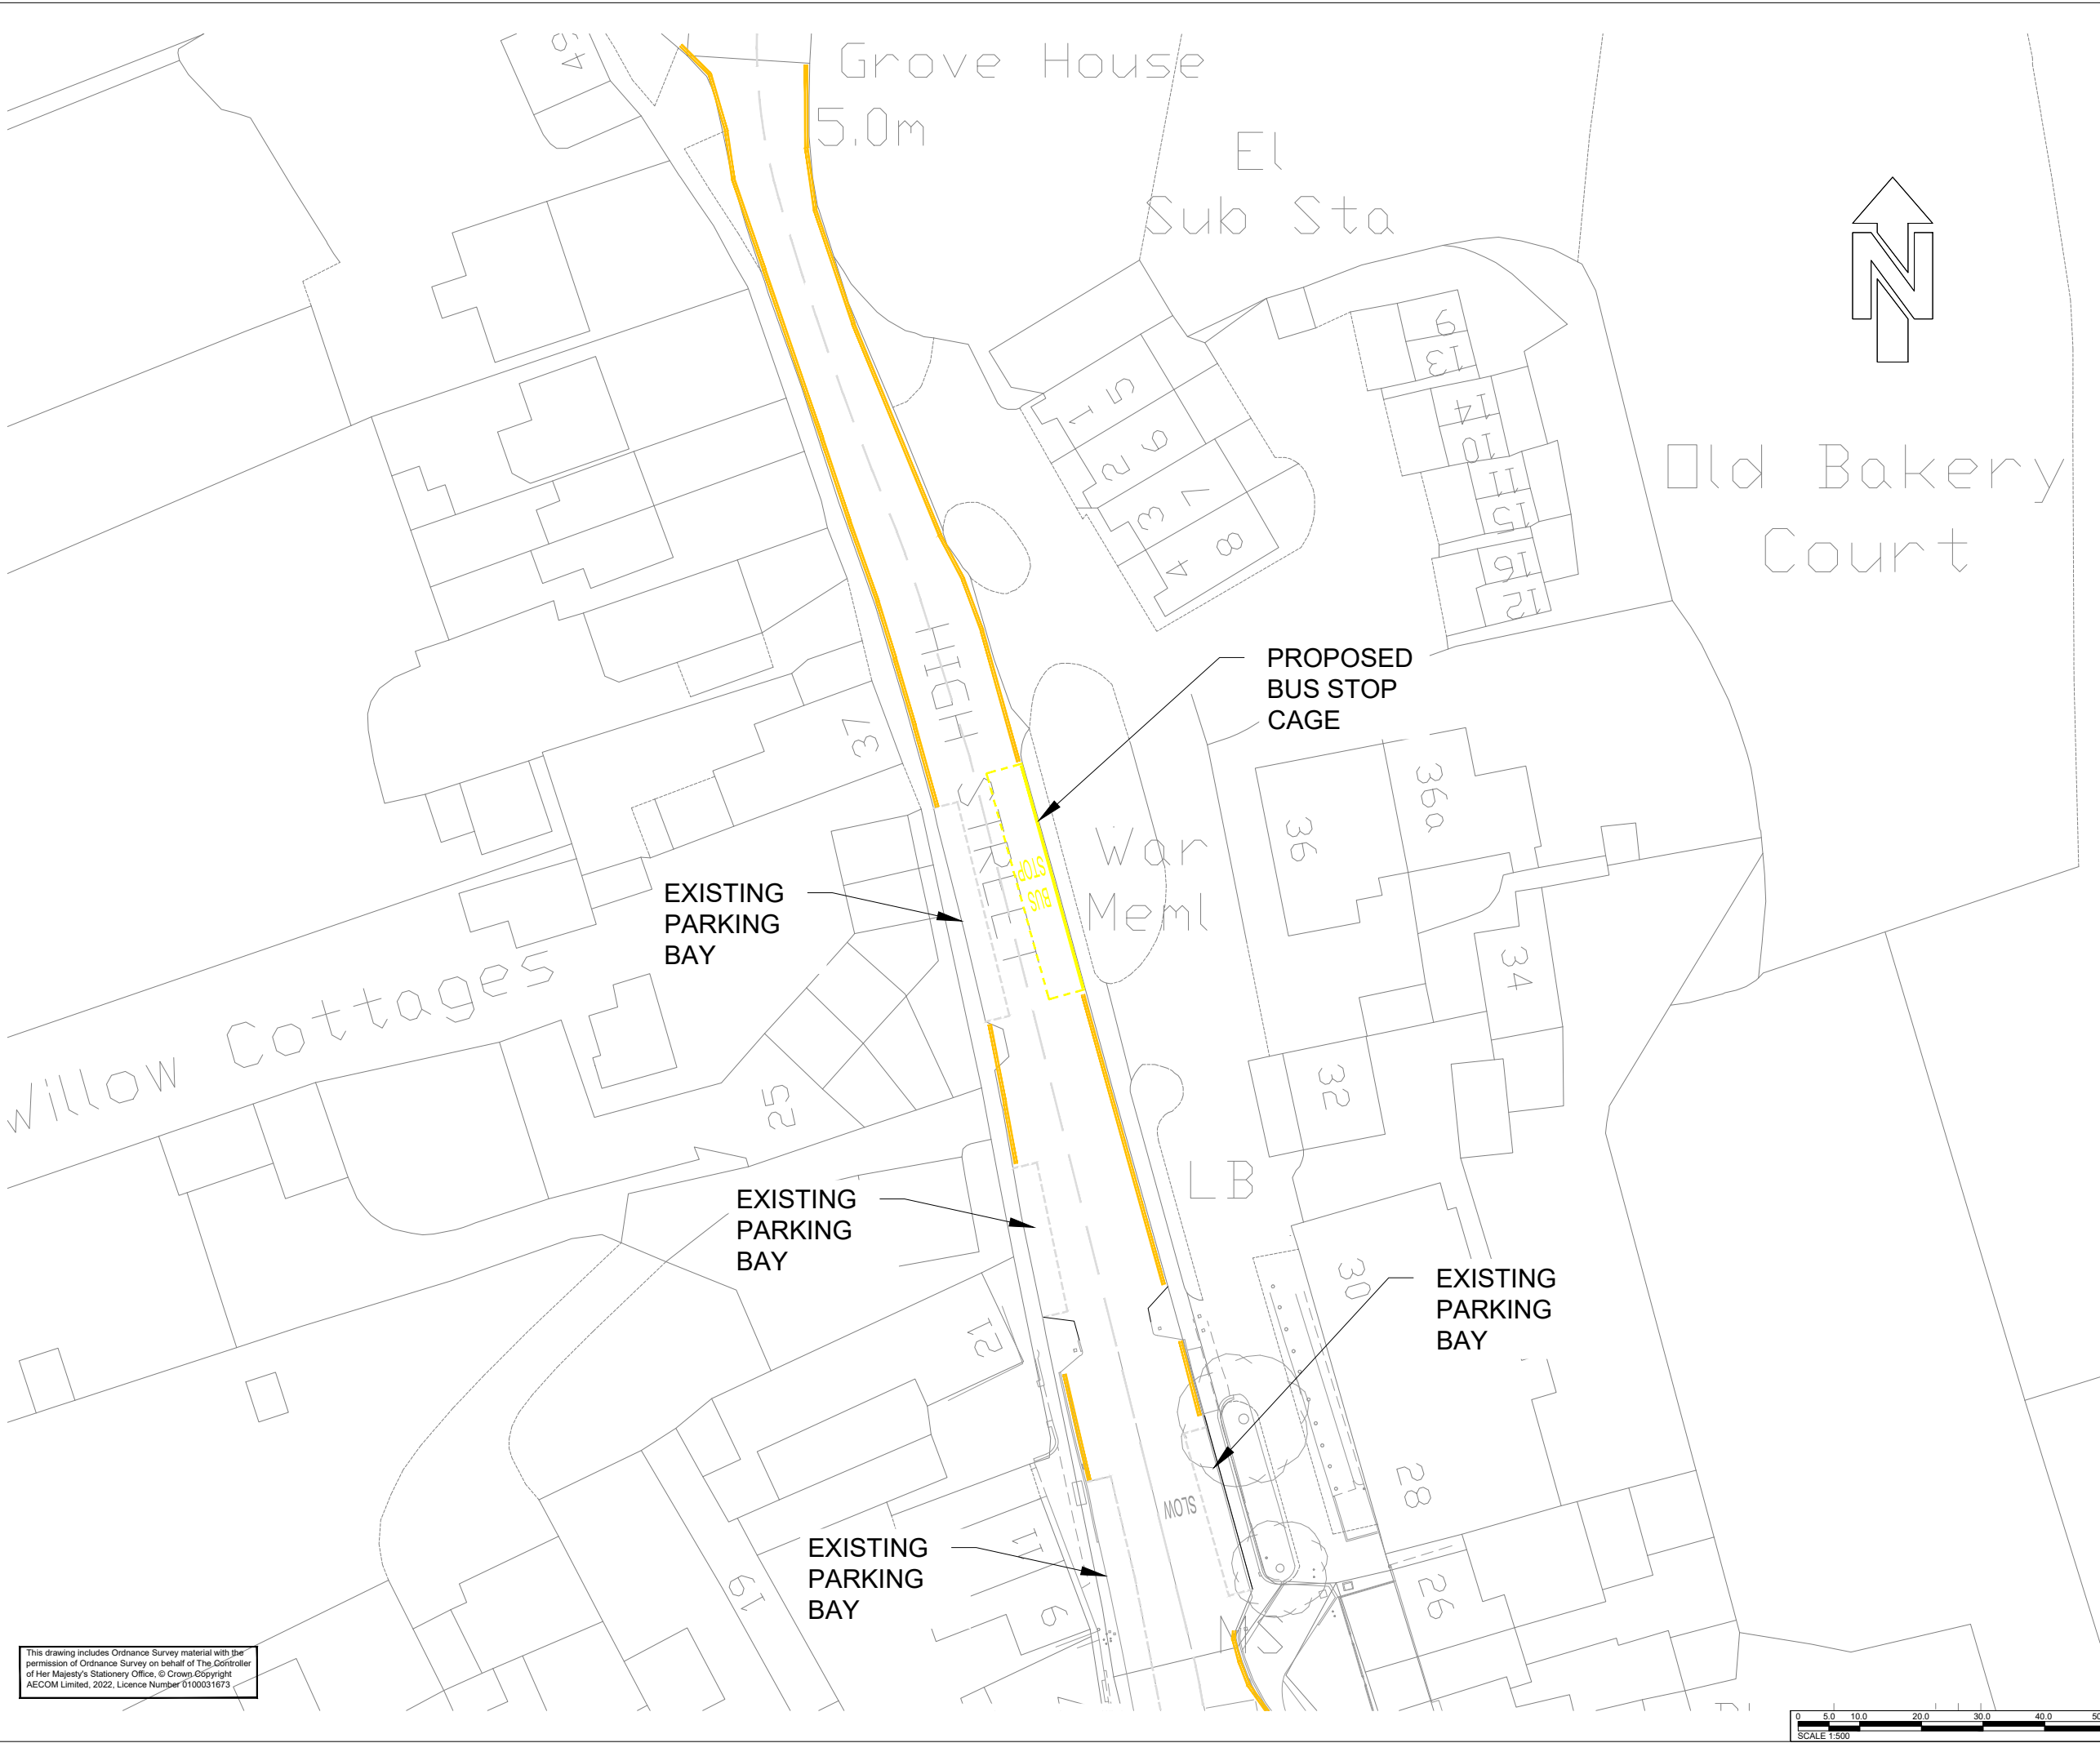 49
Grove House
5.0m
El
Sub Sta
N
9
13
14
10
11
15
16
12
1 5
2 6
3 7
4 8
Old Bakery
Court
HIGH STREET
PROPOSED
BUS STOP
CAGE
37
36
36a
BUS
STOP
War
Meml
EXISTING
PARKING
BAY
34
Willow Cottages
25
32
LB
EXISTING
PARKING
BAY
30
EXISTING
PARKING
BAY
21
28
SLOW
EXISTING
PARKING
BAY
11
9
19
26
This drawing includes Ordnance Survey material with the
permission of Ordnance Survey on behalf of The Controller
of Her Majesty's Stationery Office, © Crown Copyright
AECOM Limited, 2022, Licence Number 0100031673
0 5.0 10.0 20.0 30.0 40.0
SCALE 1:500